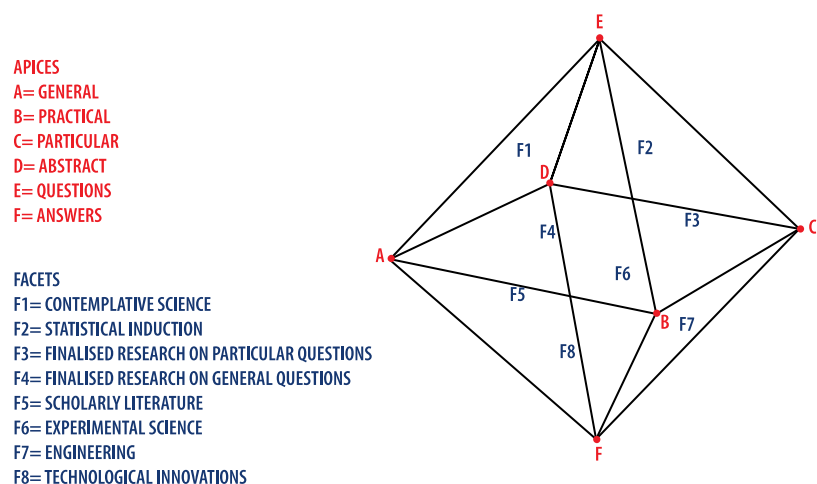 APICES
A= GENERAL
B= PRACTICAL
C= PARTICULAR
D= ABSTRACT
E= QUESTIONS
F= ANSWERS
FACETS
F1= CONTEMPLATIVE SCIENCE
F2= STATISTICAL INDUCTION
F3= FINALISED RESEARCH ON PARTICULAR QUESTIONS
F4= FINALISED RESEARCH ON GENERAL QUESTIONS
F5= SCHOLARLY LITERATURE
F6= EXPERIMENTAL SCIENCE
F7= ENGINEERING
F8= TECHNOLOGICAL INNOVATIONS
E
F1
F2
D
F3
C
F4
A
F6
F5
B
F7
F8
F